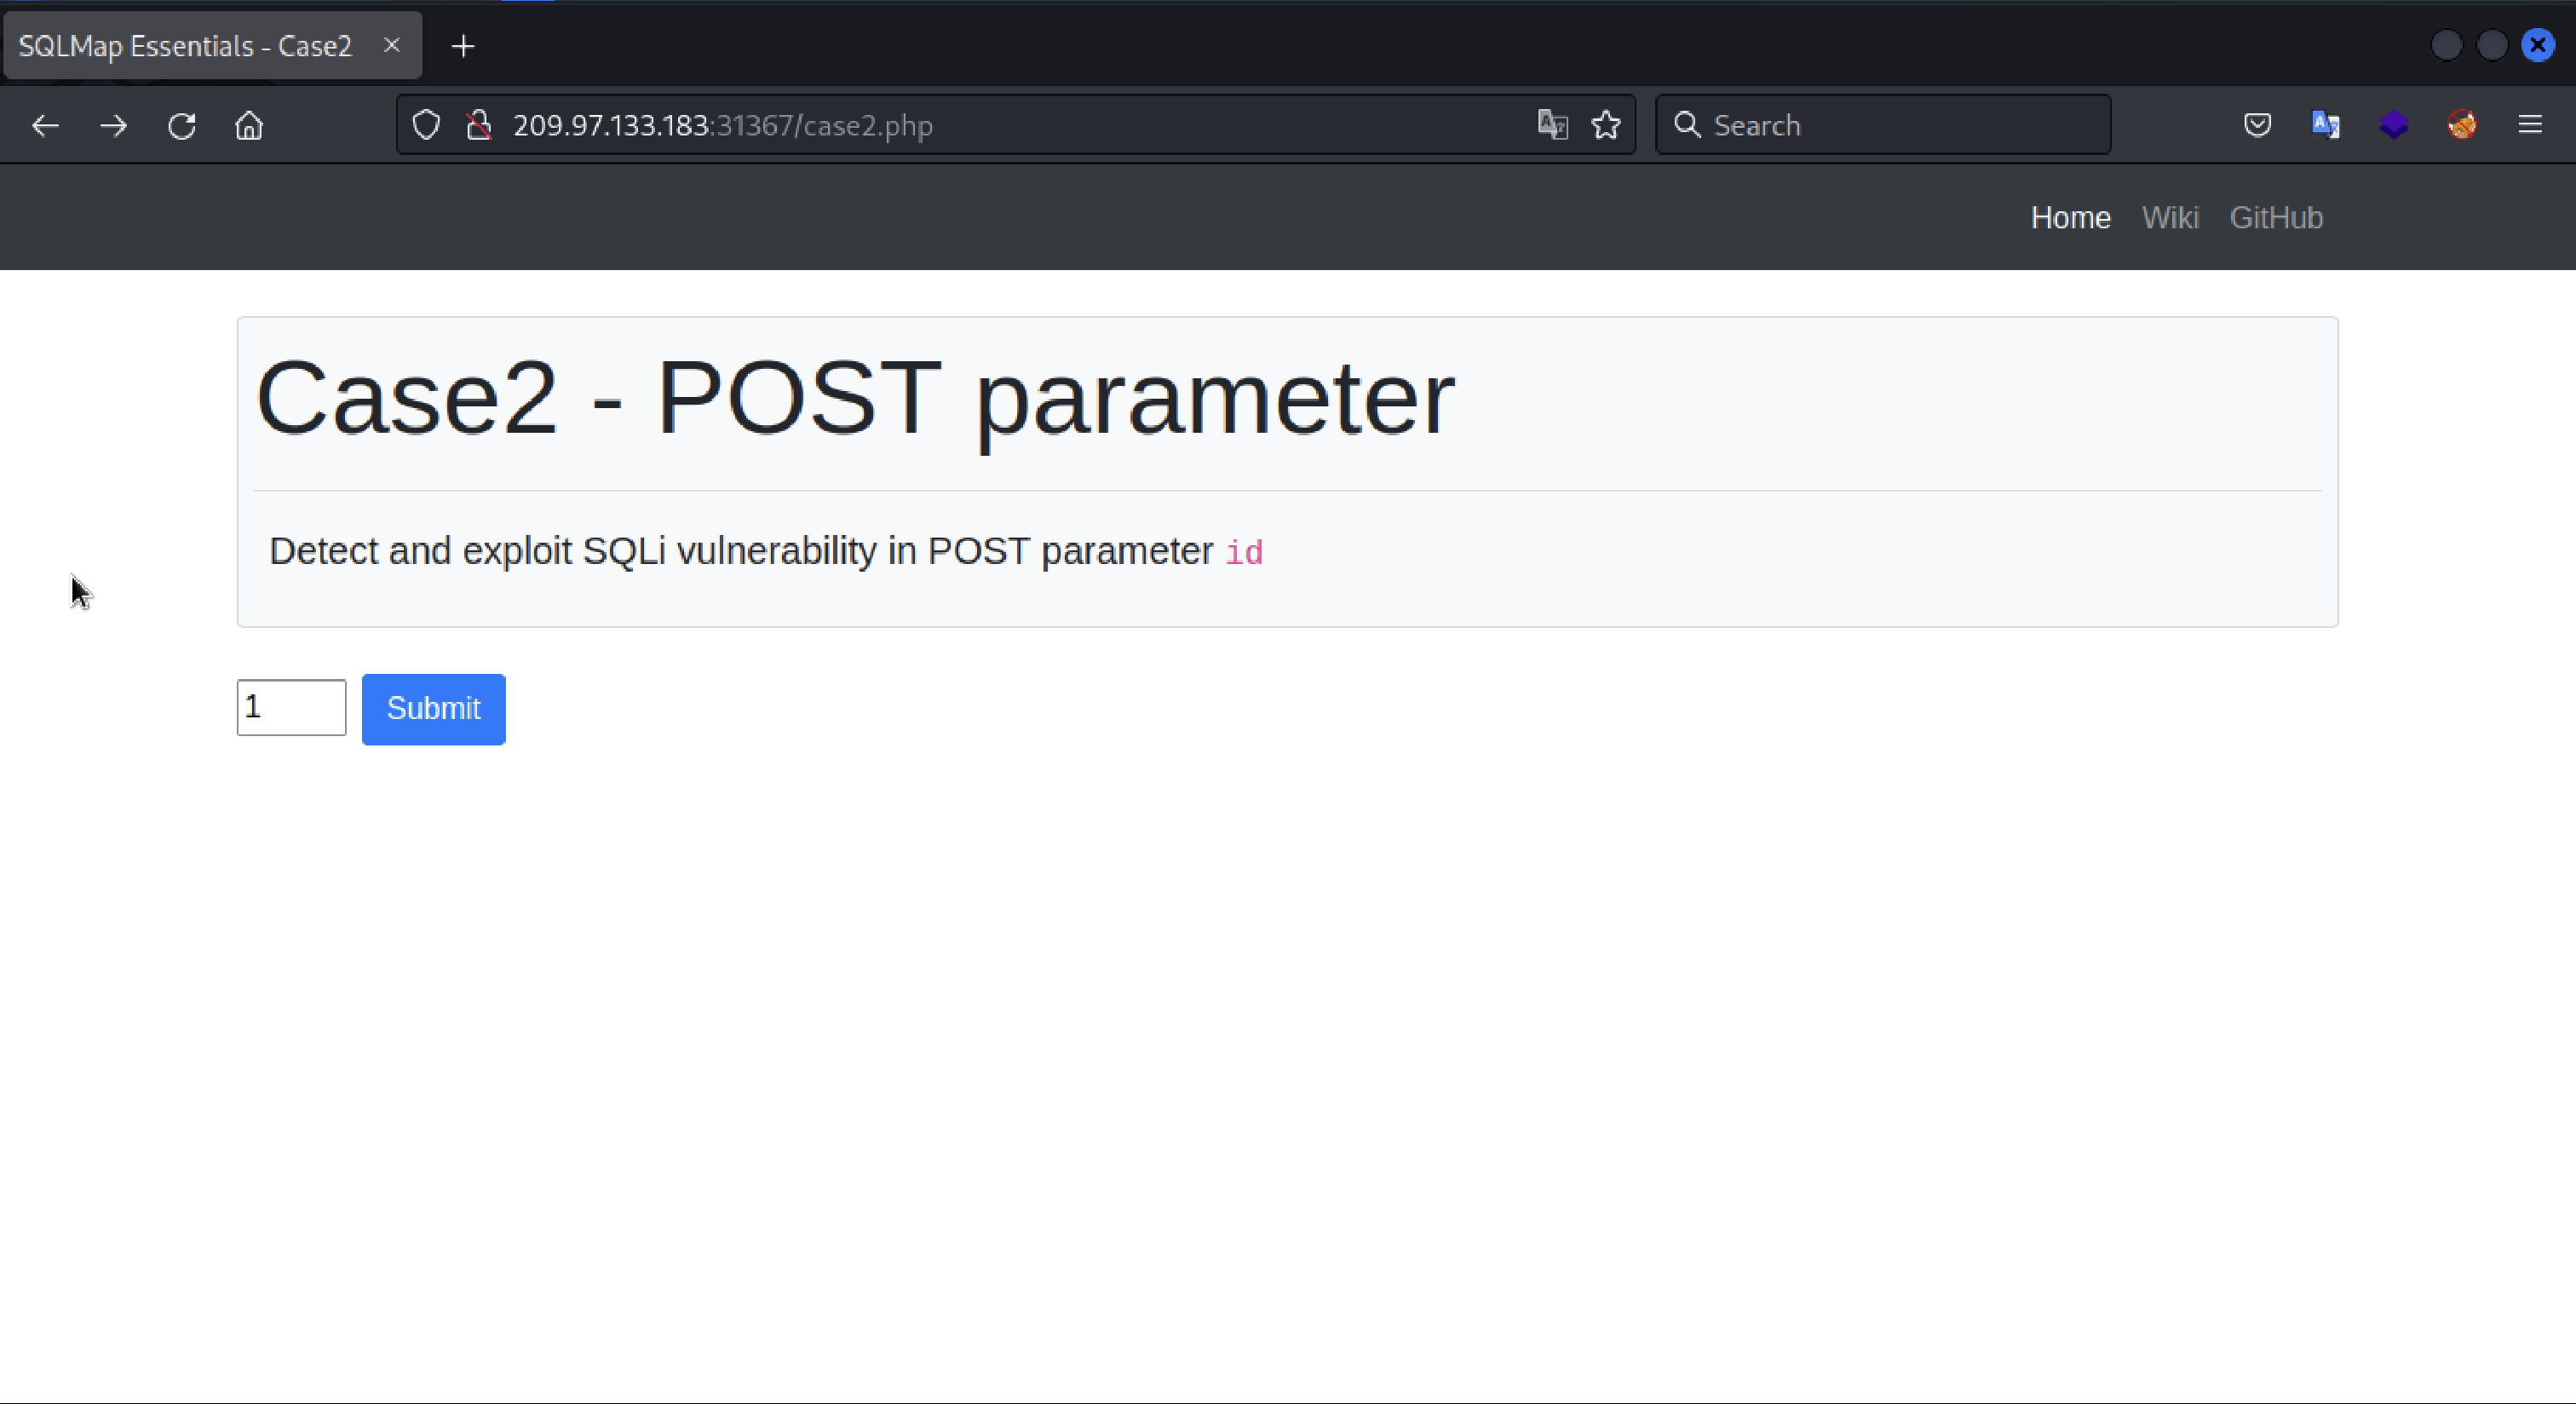 SQLMap Essentials - Case2
209.97.133.183:31367/case2.php
Search
Home Wiki GitHub
Case2 - POST parameter
Detect and exploit SQLi vulnerability in POST parameter id
1 Submit